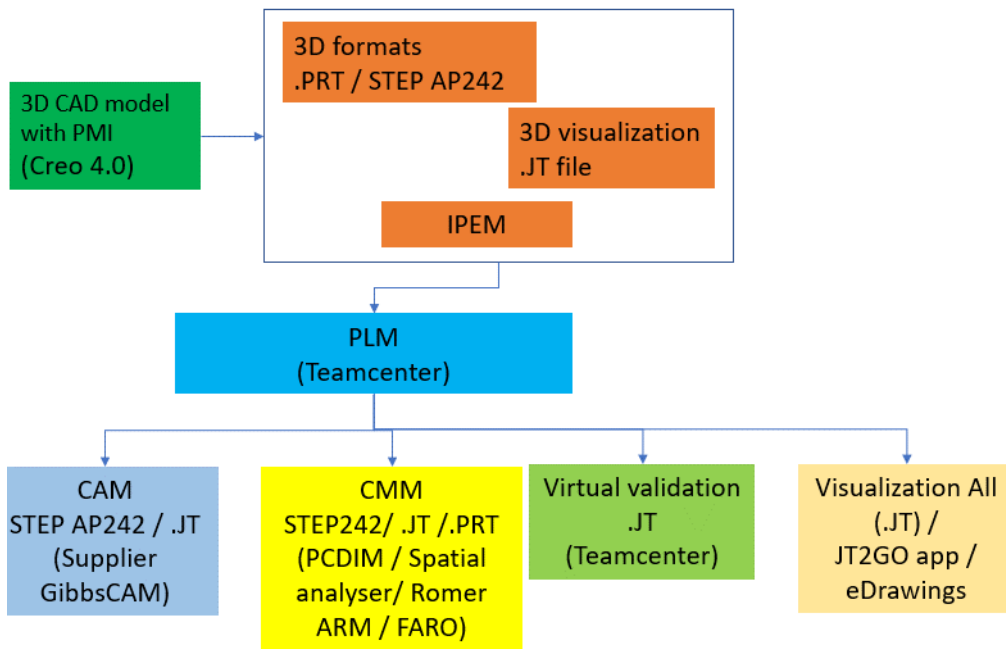 3D formats
.PRT / STEP AP242
3D CAD model
with PMI
(Creo 4.0)
3D visualization
.JT file
IPEM
PLM
(Teamcenter)
CAM
STEP AP242 / .JT
(Supplier
GibbsCAM)
CMM
STEP242/ .JT /.PRT
(PCDIM / Spatial
analyser/ Romer
ARM / FARO)
Virtual validation
.JT
(Teamcenter)
Visualization All
(.JT) /
JT2GO app /
eDrawings